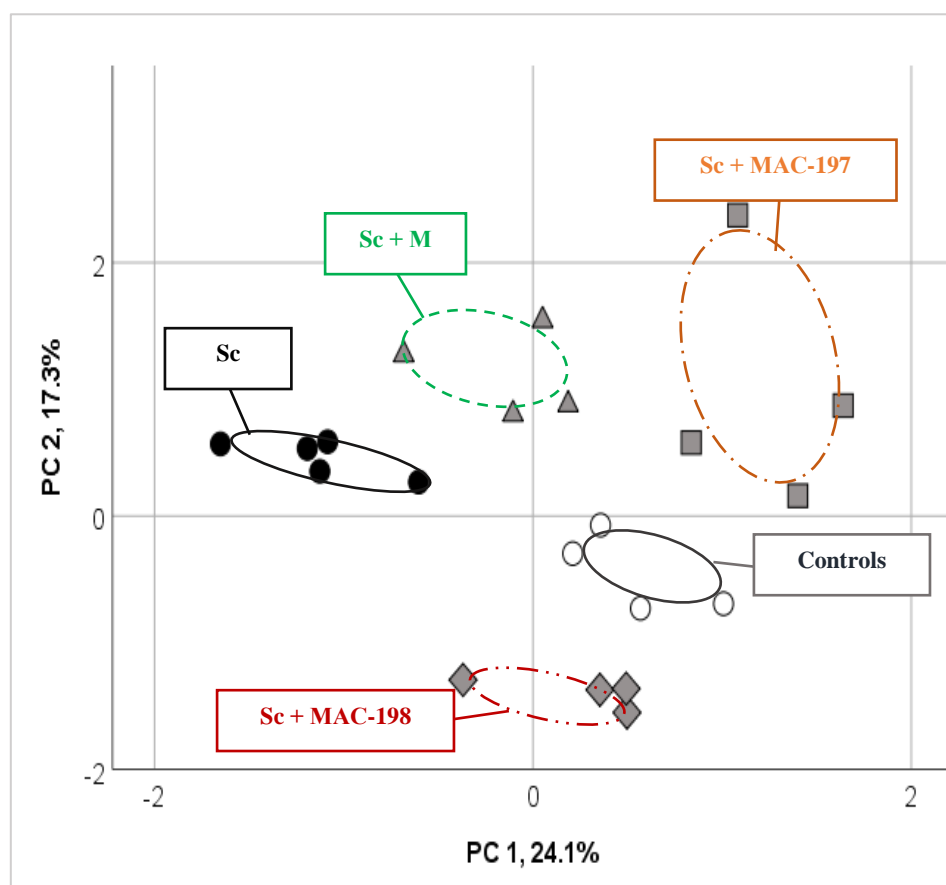 Sc + MAC-197
Sc + M
2
Sc
PC 2, 17.3%
0
Controls
Sc + MAC-198
-2
-2
0
2
PC 1, 24.1%